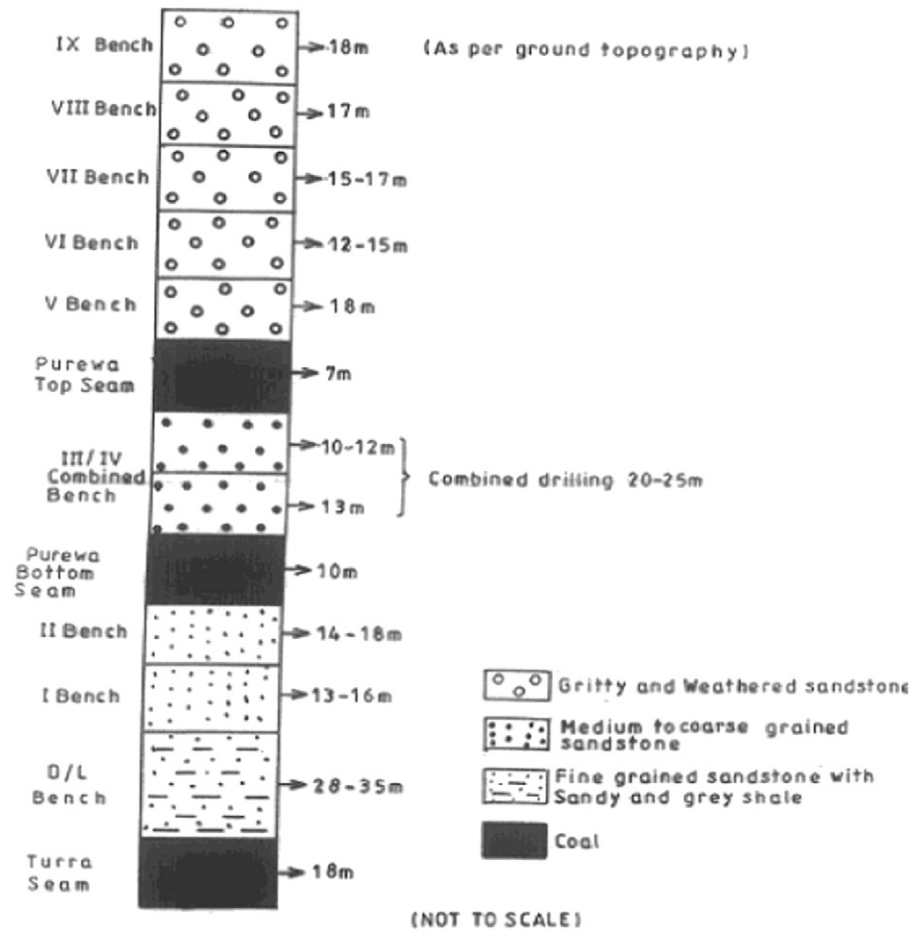 IX Bench 18m (As per ground topography)
VIII Bench 17m
VII Bench 15-17m
VI Bench 12-15m
V Bench 18m
Purewa
Top Seam 7m
10-12m
III/IV
Combined
Bench
Combined drilling 20-25m
13m
Purewa
Bottom
Seam
10m
II Bench 14-18m
I Bench 13-16m
D/L
Bench
28-35m
Turra
Seam
18m
Gritty and Weathered sandstone
Medium to coarse grained
sandstone
Fine grained sandstone with
Sandy and grey shale
Coal
(NOT TO SCALE)